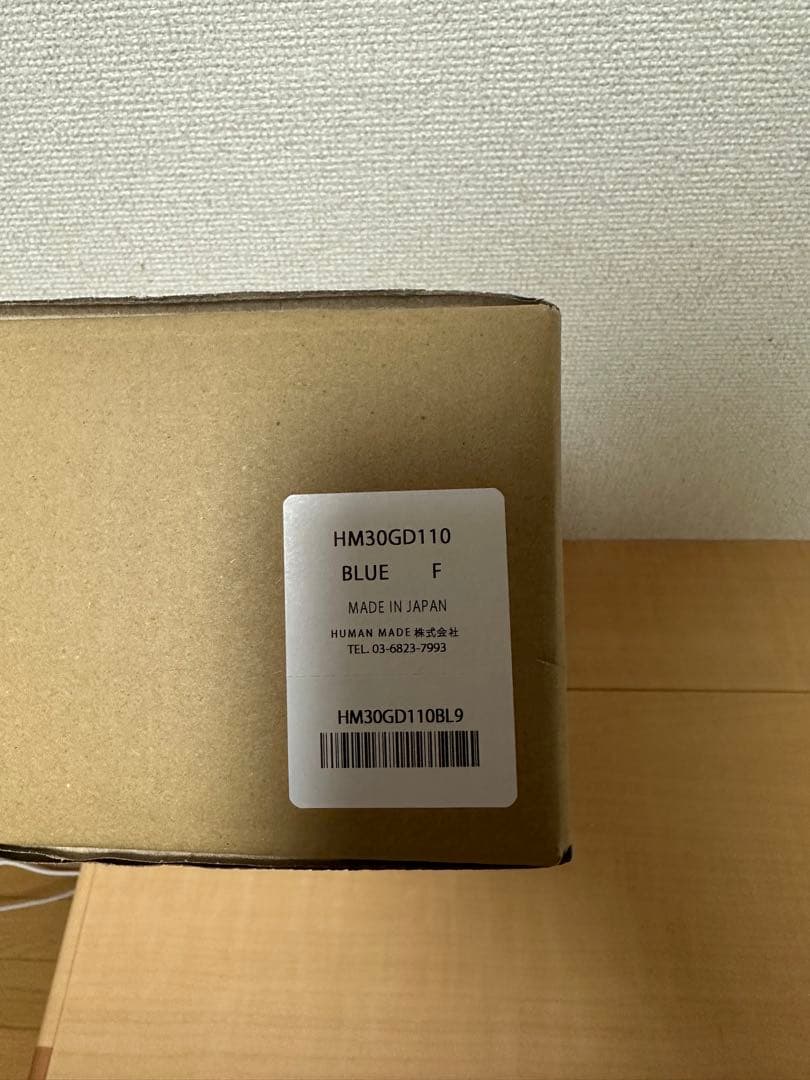 HM30GD110
BLUE F
MADE IN JAPAN
HUMAN MADE 株式会社
TEL. 03-6823-7993
HM30GD110BL9